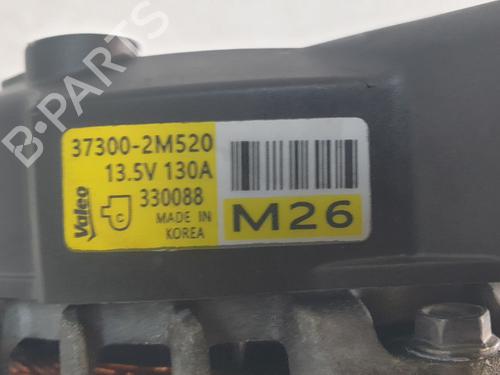 B-PARTS
37300-2M520
13.5V 130A
330088
MADE IN
KOREA
Valeo
C
M26